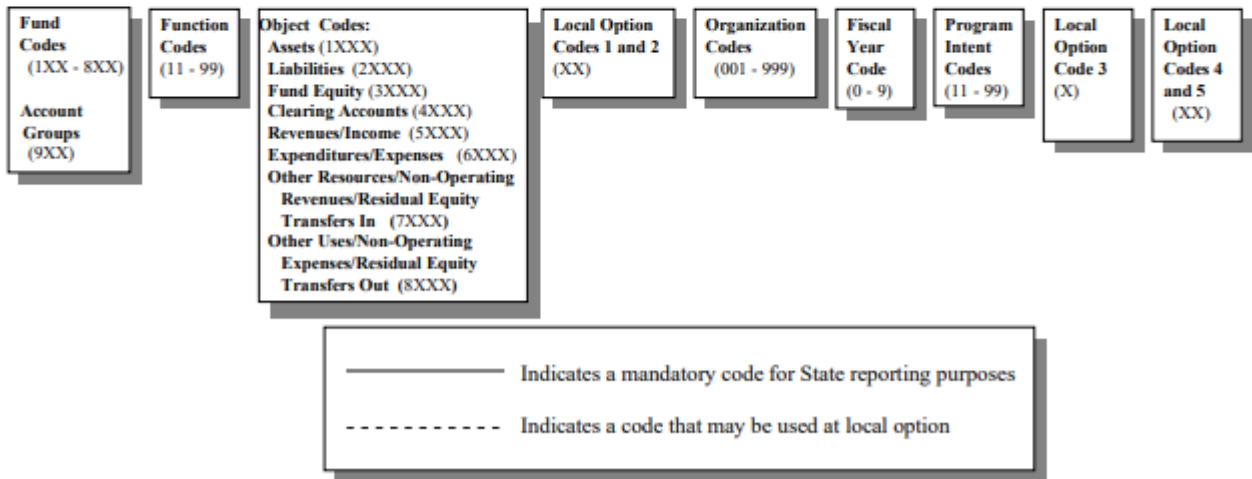 Fund
Codes
(1XX - 8XX)
Account
Groups
(9XX)
Function
Codes
(11 - 99)
Object Codes:
Assets (1XXX)
Liabilities (2XXX)
Fund Equity (3XXX)
Clearing Accounts (4XXX)
Revenues/Income (5XXX)
Expenditures/Expenses (6XXX)
Other Resources/Non-Operating
Revenues/Residual Equity
Transfers In (7XXX)
Other Uses/Non-Operating
Expenses/Residual Equity
Transfers Out (8XXX)
Local Option
Codes 1 and 2
(XX)
Organization
Codes
(001 - 999)
Fiscal
Year
Code
(0 - 9)
Program
Intent
Codes
(11 - 99)
Local
Option
Code 3
(X)
Local
Option
Codes 4
and 5
(XX)
Indicates a mandatory code for State reporting purposes
Indicates a code that may be used at local option